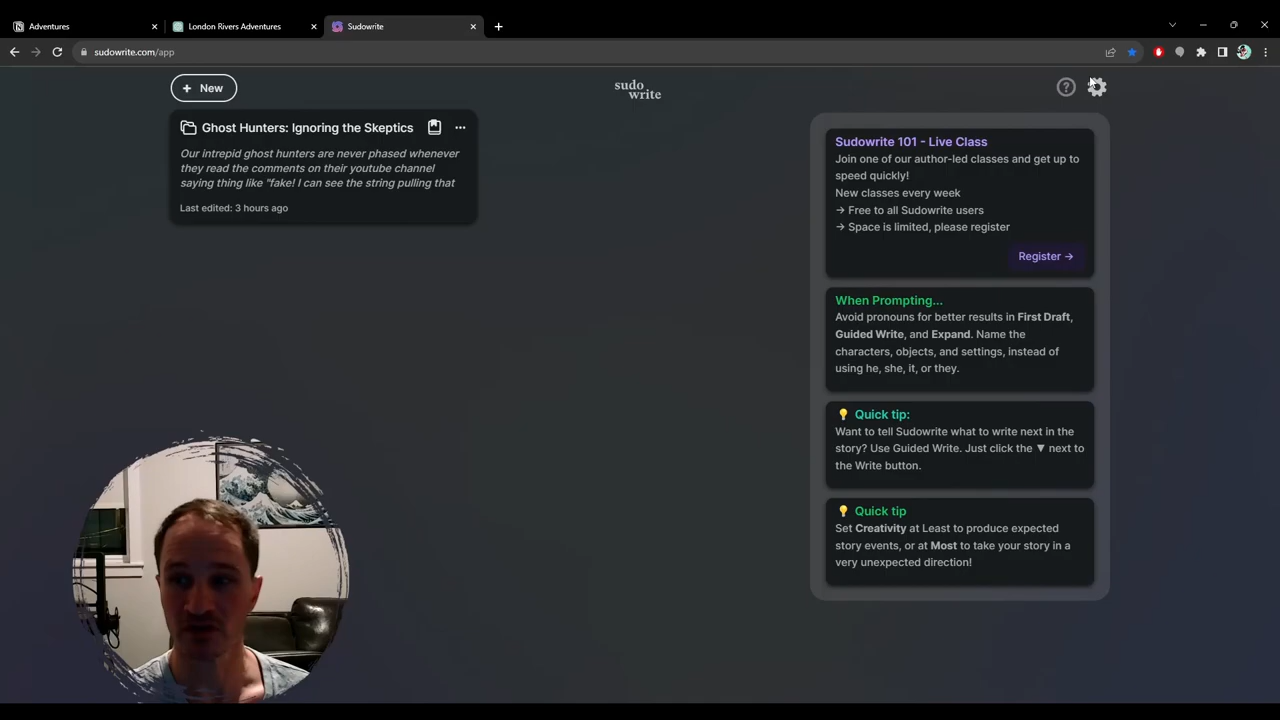 Adventures
London Rivers Adventures
Sudowrite
sudowrite.com/app
+ New
sudo
write
Ghost Hunters: Ignoring the Skeptics
Our intrepid ghost hunters are never phased whenever
they read the comments on their youtube channel
saying thing like "fake! I can see the string pulling that
Last edited: 3 hours ago
Sudowrite 101 - Live Class
Join one of our author-led classes and get up to
speed quickly!
New classes every week
→ Free to all Sudowrite users
→ Space is limited, please register
Register →
When Prompting...
Avoid pronouns for better results in First Draft,
Guided Write, and Expand. Name the
characters, objects, and settings, instead of
using he, she, it, or they.
💡 Quick tip:
Want to tell Sudowrite what to write next in the
story? Use Guided Write. Just click the ▼ next to
the Write button.
💡 Quick tip
Set Creativity at Least to produce expected
story events, or at Most to take your story in a
very unexpected direction!